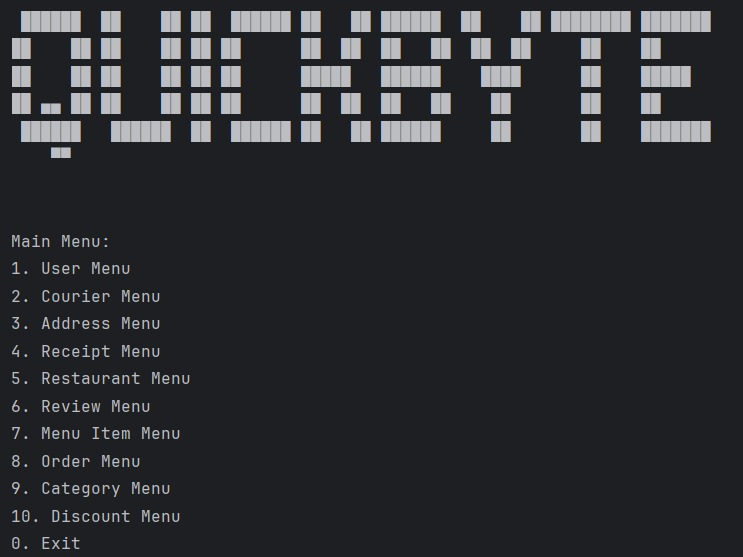 QUICKBYTE
Main Menu:
1. User Menu
2. Courier Menu
3. Address Menu
4. Receipt Menu
5. Restaurant Menu
6. Review Menu
7. Menu Item Menu
8. Order Menu
9. Category Menu
10. Discount Menu
0. Exit